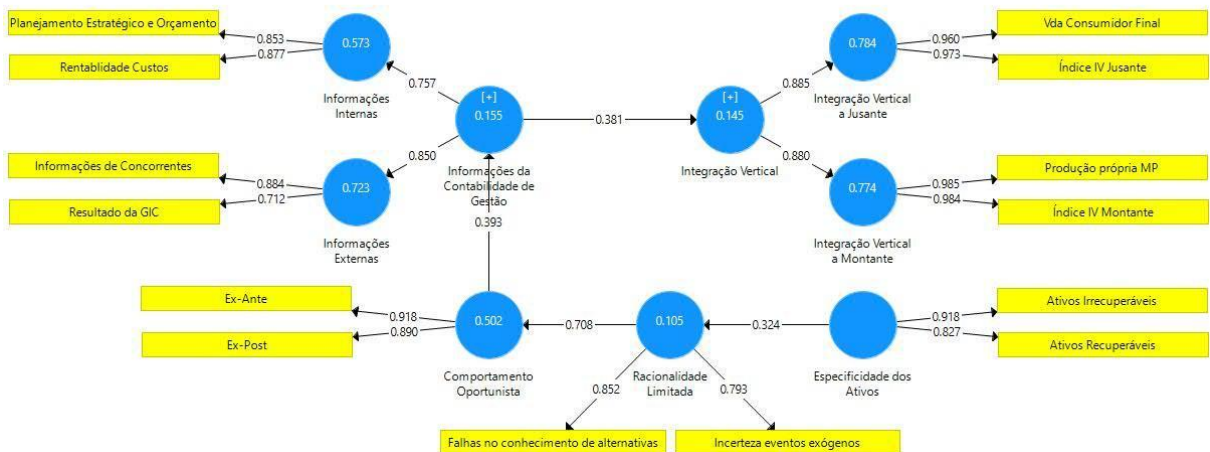 Planejamento Estratégico e Orçamento
0.853
0.877
Rentablidade Custos
0.573
Informações
Internas
0.757
[+]
0.155
0.850
Informações da
Contabilidade de
Gestão
Informações de Concorrentes
0.884
0.712
Resultado da GIC
0.723
Informações
Externas
0.381
[+]
0.145
Integração Vertical
0.885
0.880
0.784
Integração Vertical
a Jusante
0.960
0.973
Vda Consumidor Final
Índice IV Jusante
0.774
Integração Vertical
a Montante
0.985
0.984
Produção própria MP
Índice IV Montante
0.393
Ex-Ante
0.918
0.890
Ex-Post
0.502
Comportamento
Oportunista
0.708
0.105
Racionalidade
Limitada
0.324
Especificidade dos
Ativos
0.918
0.827
Ativos Irrecuperáveis
Ativos Recuperáveis
0.852
0.793
Falhas no conhecimento de alternativas
Incerteza eventos exógenos